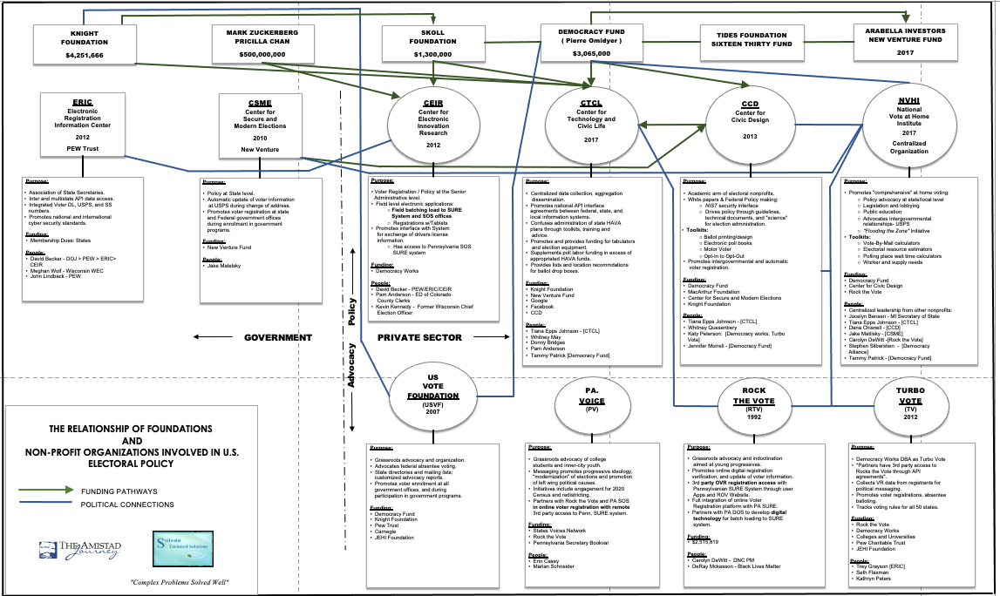 KNIGHT
FOUNDATION
$4,251,666
MARK ZUCKERBERG
PRICILLA CHAN
$500,000,000
SKOLL
FOUNDATION
$1,300,000
DEMOCRACY FUND
( Pierre Omidyer )
$3,065,000
TIDES FOUNDATION
SIXTEEN THIRTY FUND
ARABELLA INVESTORS
NEW VENTURE FUND
2017
ERIC
Electronic
Registration
Information Center
2012
PEW Trust
CSME
Center for
Secure and
Modern Elections
2010
New Venture
CEIR
Center for
Electronic
Innovation
Research
2012
CTCL
Center for
Technology and
Civic Life
2017
CCD
Center for
Civic Design
2013
NVHI
National
Vote at Home
Institute
2017
Centralized
Organization
Purpose:
• Association of State Secretaries.
• Inter and multistate API data access.
• Integrated Voter DL, USPS, and SS
numbers.
• Promotes national and international
cyber security standards.
Funding:
• Membership Dues: States
People:
• David Becker - DOJ > PEW > ERIC>
CEIR
• Meghan Wolf - Wisconsin WEC
• John Lindback - PEW
Purpose:
• Policy at State level.
• Automatic update of voter information
at USPS during change of address.
• Promotes voter registration at state
and Federal government offices
during enrollment in government
programs.
Funding:
• New Venture Fund
People:
• Jake Matelsky
Purpose:
• Voter Registration / Policy at the Senior
Administrative level.
• Field level electronic applications:
○ Field batching load to SURE
System and SOS offices
○ Registrations w/Tablets
• Promotes interface with System
for exchange of drivers license
information.
○ Has access to Pennsylvania SOS
SURE system
Funding:
• Democracy Works
People:
• David Becker - PEW/ERIC/CEIR
• Pam Anderson - ED of Colorado
County Clerks
• Kevin Kennedy - Former Wisconsin Chief
Election Officer
Purpose:
• Centralized data collection, aggregation
dissemination.
• Promotes national API interface
agreements between federal, state, and
local information systems.
• Confuses administration of state HAVA
plans through toolkits, training and
advice.
• Promotes and provides funding for tabulators
and election equipment.
• Supplements poll labor funding in excess of
appropriated HAVA funds.
• Provides lists and location recommdations
for ballot drop boxes.
Funding:
• Knight Foundation
• New Venture Fund
• Google
• Facebook
• CCD
People:
• Tiana Epps Johnson - [CTCL]
• Whitney May
• Donny Bridges
• Pam Anderson
• Tammy Patrick [Democracy Fund]
Purpose:
• Academic arm of electoral nonprofits.
• White papers & Federal Policy making:
○ NIST security interface
○ Drives policy through guidelines,
technical documents, and "science"
for election administration.
• Toolkits:
○ Ballot printing/design
○ Electronic poll books
○ Motor Voter
○ Opt-in to Opt-Out
• Promotes intergovernmental and automatic
voter registration.
Funding:
• Democracy Fund
• MacArthur Foundation
• Center for Secure and Modern Elections
• Knight Foundation
People:
• Tiana Epps Johnson - [CTCL]
• Whitney Quesenbery
• Katy Peterson: [Democracy works; Turbo
Vote]
• Jennifer Morrell - [Democracy Fund]
Purpose:
• Promotes "comprehensive" at home voting:
○ Policy advocacy at state/local level
○ Legislation and lobbying
○ Public education
○ Advocates Intergovermental
relationships- USPS
○ "Flooding the Zone" Initiative
• Toolkits:
○ Vote-By-Mail calculators
○ Electorial resource estimators
○ Polling place wait time calculators
○ Worker and supply needs
Funding:
• Democracy Fund
• Center for Civic Design
• Rock the Vote
People:
• Centralized leadership from other nonprofits:
• Jocelyn Bensen - MI Secretary of State
• Tiana Epps Johnson - [CTCL]
• Dana Chisnell - [CCD]
• Jake Matilsky - [CSME]
• Carolyn DeWitt -[Rock the Vote]
• Stephen Silberstien - [Democracy
Alliance]
• Tammy Patrick - [Democracy Fund]
GOVERNMENT
PRIVATE SECTOR
Policy
Advocacy
US
VOTE
FOUNDATION
(USVF)
2007
PA.
VOICE
(PV)
ROCK
THE VOTE
(RTV)
1992
TURBO
VOTE
(TV)
2012
Purpose:
• Grassroots advocacy and organization.
• Advocates federal absentee voting.
• State directories and mailing lists;
customized advocacy reports.
• Promotes voter enrollment at all
government offices, and during
participation in government programs.
Funding:
• Democracy Fund
• Knight Foundation
• Pew Trust
• Carnegie
• JEHI Foundation
Purpose:
• Grassroots advocacy of college
students and inner-city youth.
• Messaging promotes progressive ideology,
"modernization" of elections and promotion
of left wing political causes.
• Initiatives include engagement for 2020
Census and redistricting.
• Partners with Rock the Vote and PA SOS
in online voter registration with remote
3rd party access to Penn. SURE system.
Funding:
• States Voices Network
• Rock the Vote
• Pennsylvania Secretary Bookvar
People:
• Erin Casey
• Marian Schneider
Purpose:
• Grassroots advocacy and indoctination
aimed at young progressives.
• Promotes online digital registration
verification, and update of voter information.
• 3rd party OVR registration access with
Pennsylvanian SURE System through user
Apps and ROV Website.
• Full integration of online Voter
Registration platform with PA SURE.
• Partners with PA DOS to develop digital
technology for batch loading to SURE
system.
Funding:
• $2,515,819
People:
• Carolyn DeWitt - DNC PM
• DeRay Mckesson - Black Lives Matter
Purpose:
• Democracy Works DBA as Turbo Vote
• "Partners have 3rd party access to
Rocks the Vote through API
agreements".
• Collects VR data from registrants for
political messaging.
• Promotes voter registrations, absentee
balloting.
• Tracks voting rules for all 50 states.
Funding:
• Rock the Vote
• Democracy Works
• Colleges and Universities
• Pew Charitable Trust
• JEHI Foundation
People:
• Trey Grayson [ERIC]
• Seth Flaxman
• Kathryn Peters
THE RELATIONSHIP OF FOUNDATIONS
AND
NON-PROFIT ORGANIZATIONS INVOLVED IN U.S.
ELECTORAL POLICY
FUNDING PATHWAYS
POLITICAL CONNECTIONS
THE AMISTAD
Journey
Stillwater
Technical Solutions
"Complex Problems Solved Well"